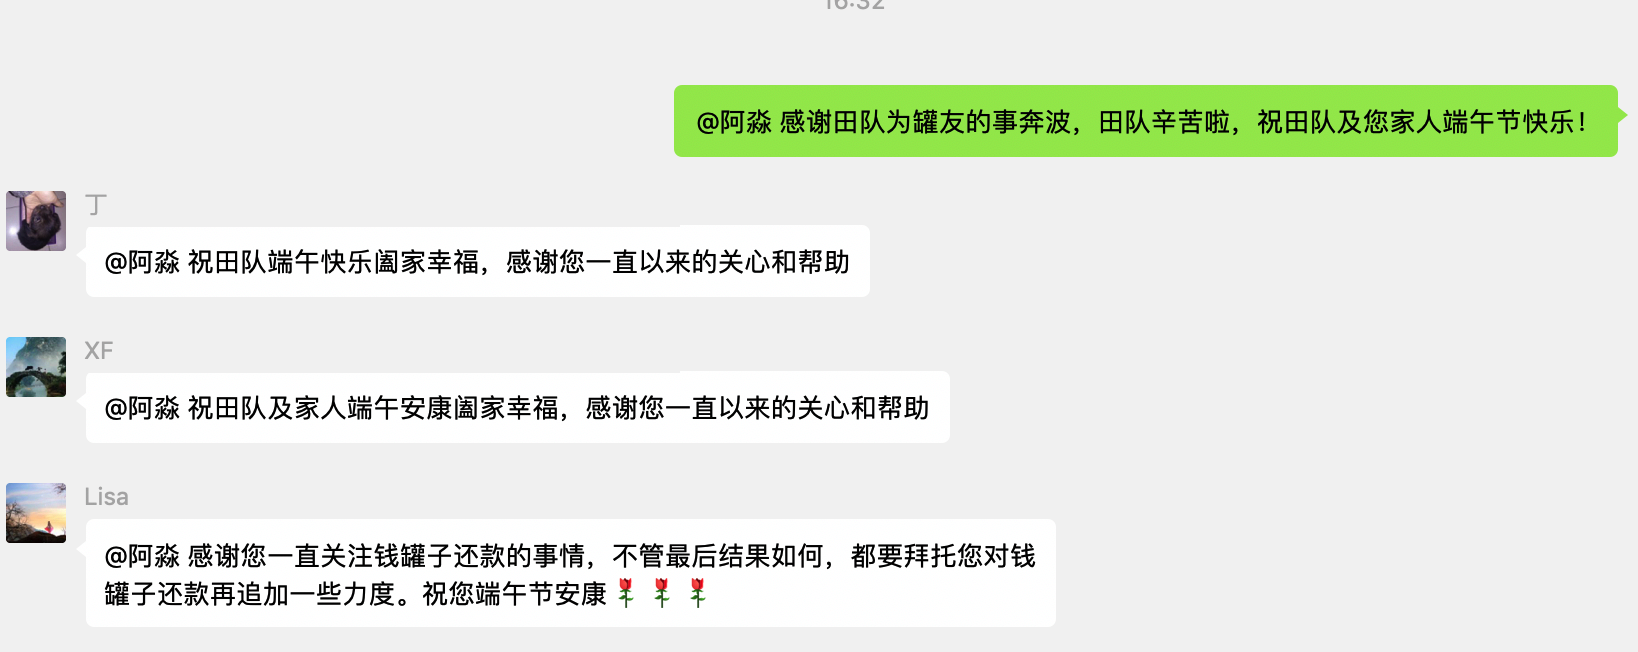 16:32
@阿淼 感谢田队为罐友的事奔波，田队辛苦啦，祝田队及您家人端午节快乐！
丁
@阿淼 祝田队端午快乐阖家幸福，感谢您一直以来的关心和帮助
XF
@阿淼 祝田队及家人端午安康阖家幸福，感谢您一直以来的关心和帮助
Lisa
@阿淼 感谢您一直关注钱罐子还款的事情，不管最后结果如何，都要拜托您对钱
罐子还款再追加一些力度。祝您端午节安康🌹🌹🌹